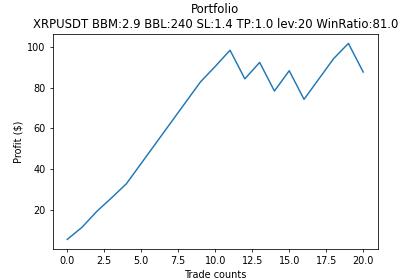 Portfolio
XRPUSDT BBM:2.9 BBL:240 SL:1.4 TP:1.0 lev:20 WinRatio:81.0
100
80
60
40
20
Profit ($)
0.0 2.5 5.0 7.5 10.0 12.5 15.0 17.5 20.0
Trade counts